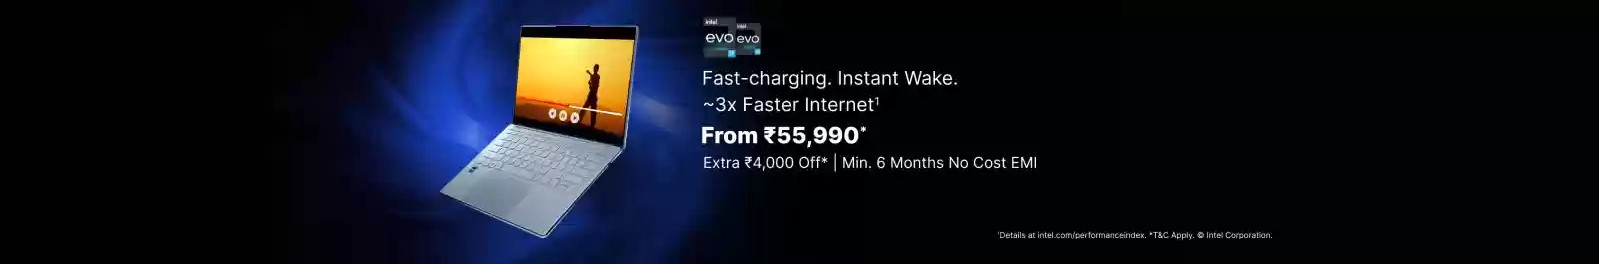 intel intel
evo evo
Fast-charging. Instant Wake.
~3x Faster Internet¹
From ₹55,990*
Extra ₹4,000 Off* | Min. 6 Months No Cost EMI
¹Details at intel.com/performanceindex. *T&C Apply. © Intel Corporation.